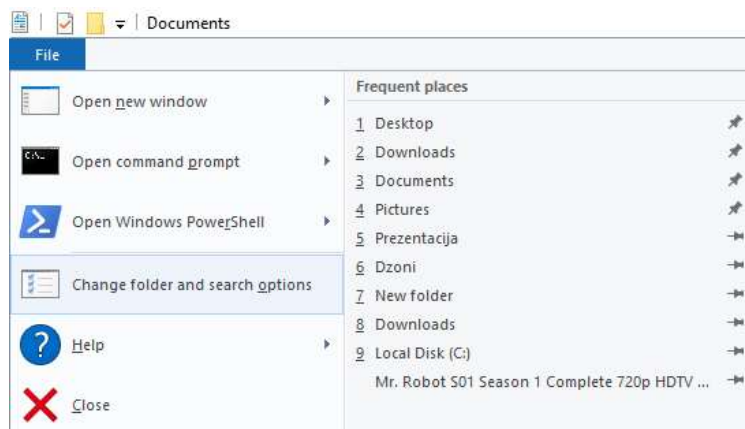 Documents
File
Open new window
Open command prompt
Open Windows PowerShell
Change folder and search options
Help
Close
Frequent places
1 Desktop
2 Downloads
3 Documents
4 Pictures
5 Prezentacija
6 Dzoni
7 New folder
8 Downloads
9 Local Disk (C:)
Mr. Robot S01 Season 1 Complete 720p HDTV ...